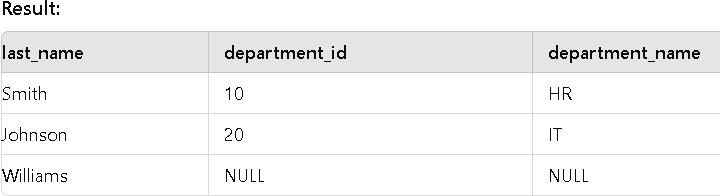 Result:
last_name department_id department_name
Smith 10 HR
Johnson 20 IT
Williams NULL NULL